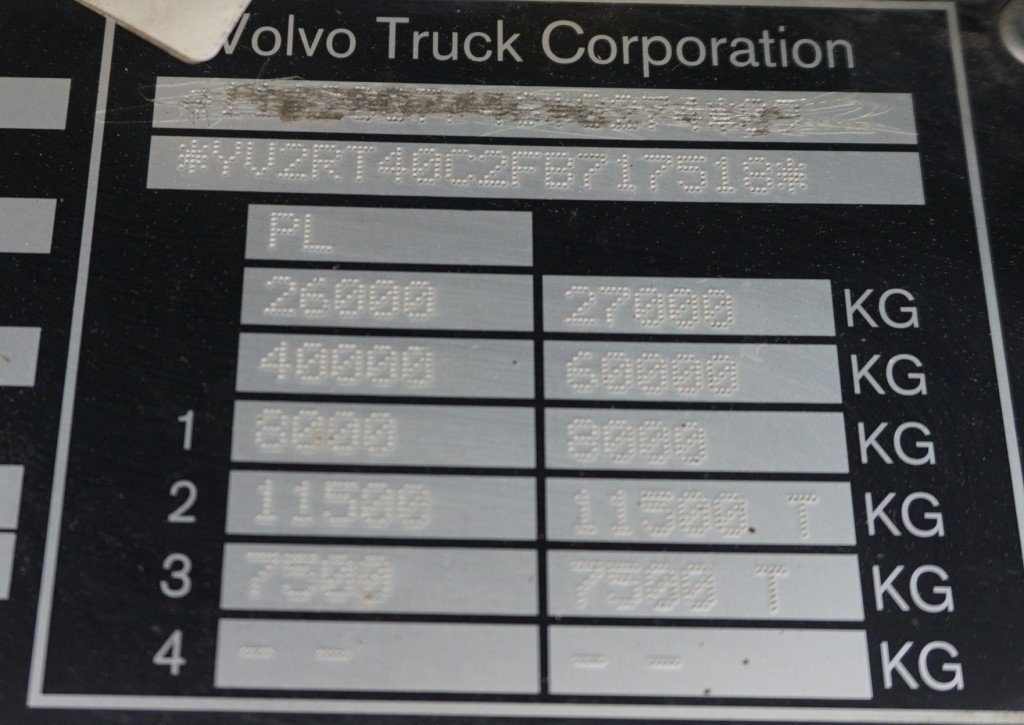 Volvo Truck Corporation
*YV2RT40C2FB717518*
PL
26000 27000 KG
40000 60000 KG
1 8000 8000 KG
2 11500 11500 T KG
3 7500 7500 T KG
4 - - - - KG